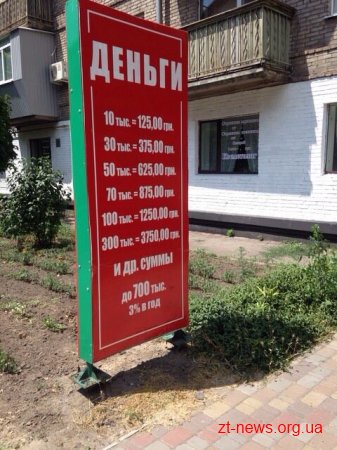 ДЕНЬГИ
10 тыс. = 125,00 грн.
30 тыс. = 375,00 грн.
50 тыс. = 625,00 грн.
70 тыс. = 875,00 грн.
100 тыс. = 1250,00 грн.
300 тыс. = 3750,00 грн.
и др. суммы
до 700 тыс.
3% в год
zt-news.org.ua